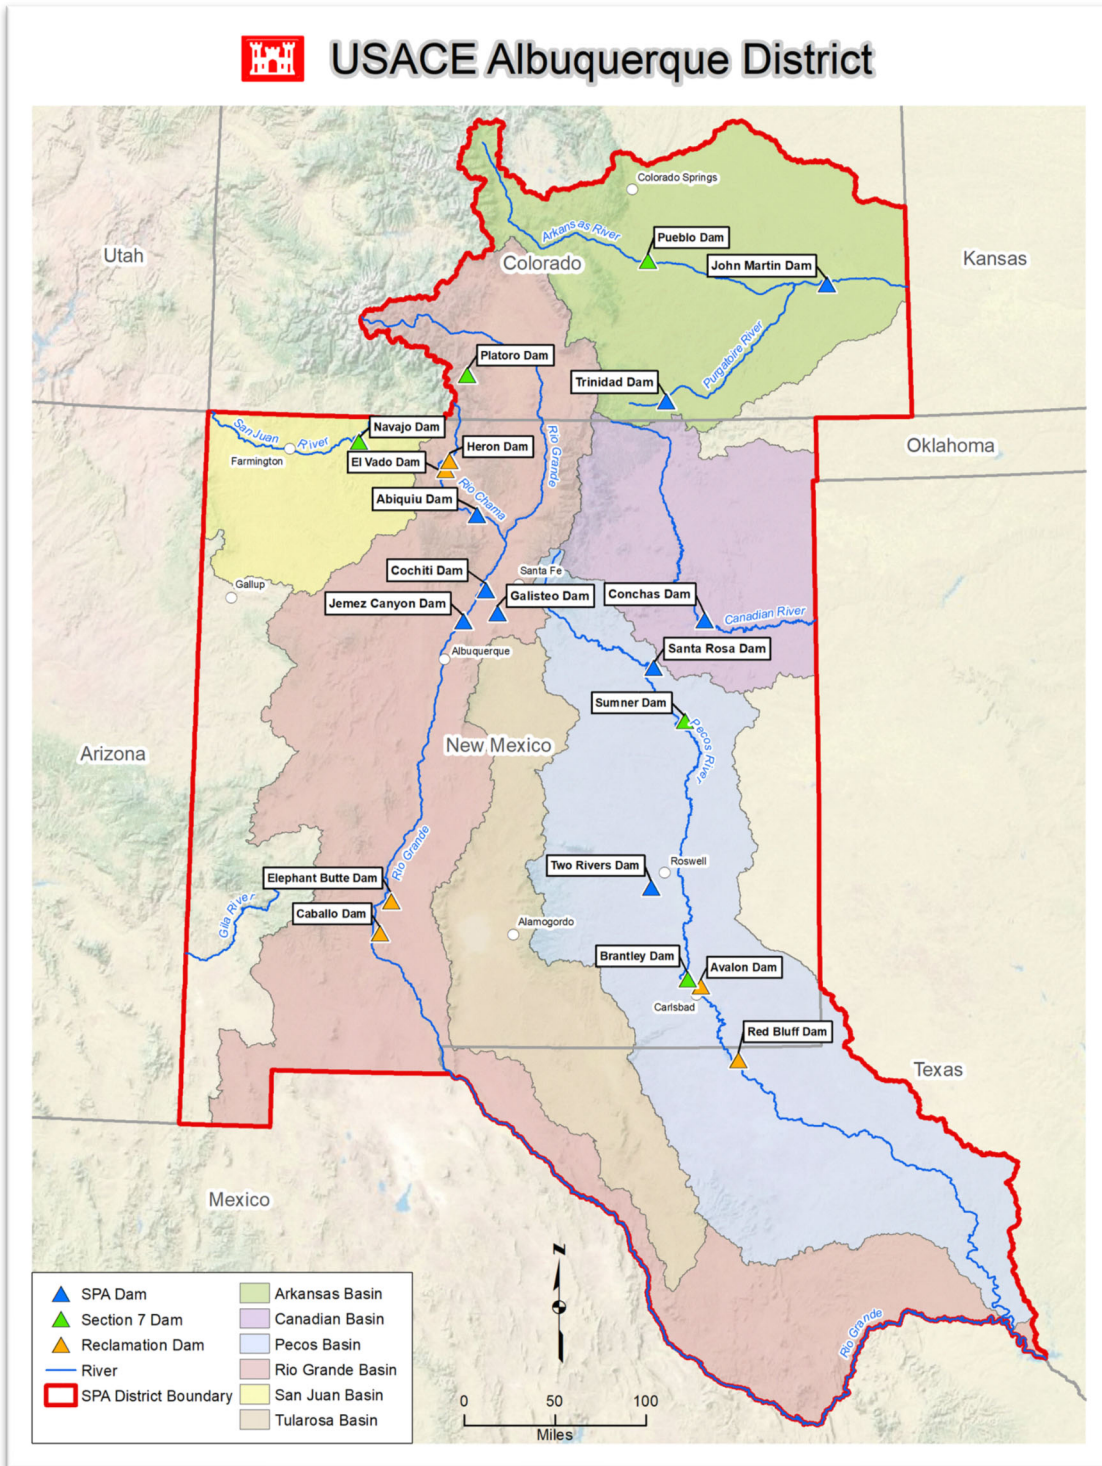 USACE Albuquerque District
Colorado Springs
Arkansas River
Pueblo Dam
Utah
Colorado
John Martin Dam
Kansas
Purgatoire River
Platoro Dam
Trinidad Dam
San Juan River
Navajo Dam
Farmington
Heron Dam
El Vado Dam
Rio Grande
Oklahoma
Rio Chama
Abiquiu Dam
Cochiti Dam
Santa Fe
Gallup
Galisteo Dam
Conchas Dam
Jemez Canyon Dam
Canadian River
Albuquerque
Santa Rosa Dam
Sumner Dam
Pecos River
New Mexico
Arizona
Rio Grande
Two Rivers Dam
Roswell
Elephant Butte Dam
Gila River
Caballo Dam
Alamogordo
Brantley Dam
Avalon Dam
Carlsbad
Red Bluff Dam
Texas
Mexico
Rio Grande
SPA Dam
Section 7 Dam
Reclamation Dam
River
SPA District Boundary
Arkansas Basin
Canadian Basin
Pecos Basin
Rio Grande Basin
San Juan Basin
Tularosa Basin
N
0 50 100
Miles